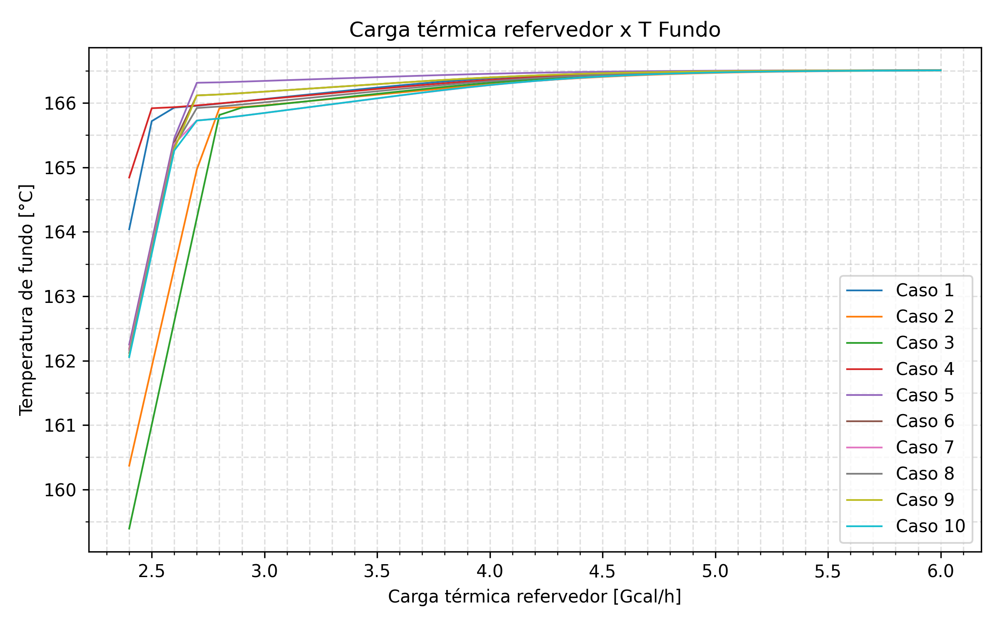 Carga térmica refervedor x T Fundo
Temperatura de fundo [°C]
166
165
164
163
162
161
160
Caso 1
Caso 2
Caso 3
Caso 4
Caso 5
Caso 6
Caso 7
Caso 8
Caso 9
Caso 10
2.5 3.0 3.5 4.0 4.5 5.0 5.5 6.0
Carga térmica refervedor [Gcal/h]